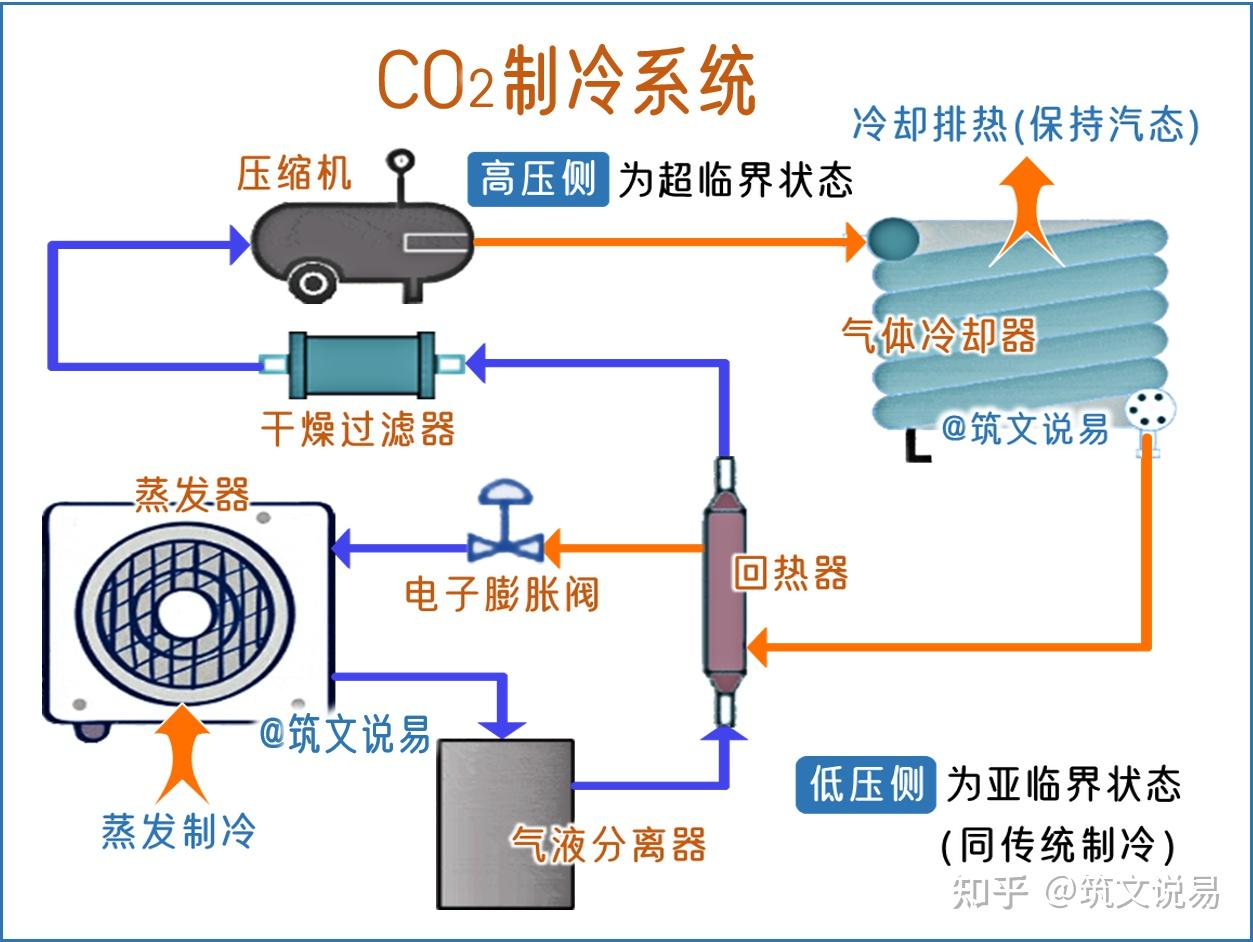 CO2制冷系统
冷却排热(保持汽态)
压缩机
高压侧 为超临界状态
气体冷却器
干燥过滤器
@筑文说易
蒸发器
电子膨胀阀
回热器
@筑文说易
蒸发制冷
气液分离器
低压侧 为亚临界状态
(同传统制冷)
知乎 @筑文说易